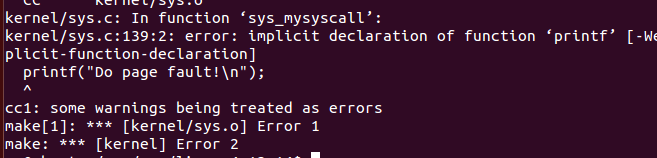 CC      kernel/sys.o
kernel/sys.c: In function ‘sys_mysyscall’:
kernel/sys.c:139:2: error: implicit declaration of function ‘printf’ [-We
plicit-function-declaration]
  printf("Do page fault!\n");
  ^
cc1: some warnings being treated as errors
make[1]: *** [kernel/sys.o] Error 1
make: *** [kernel] Error 2